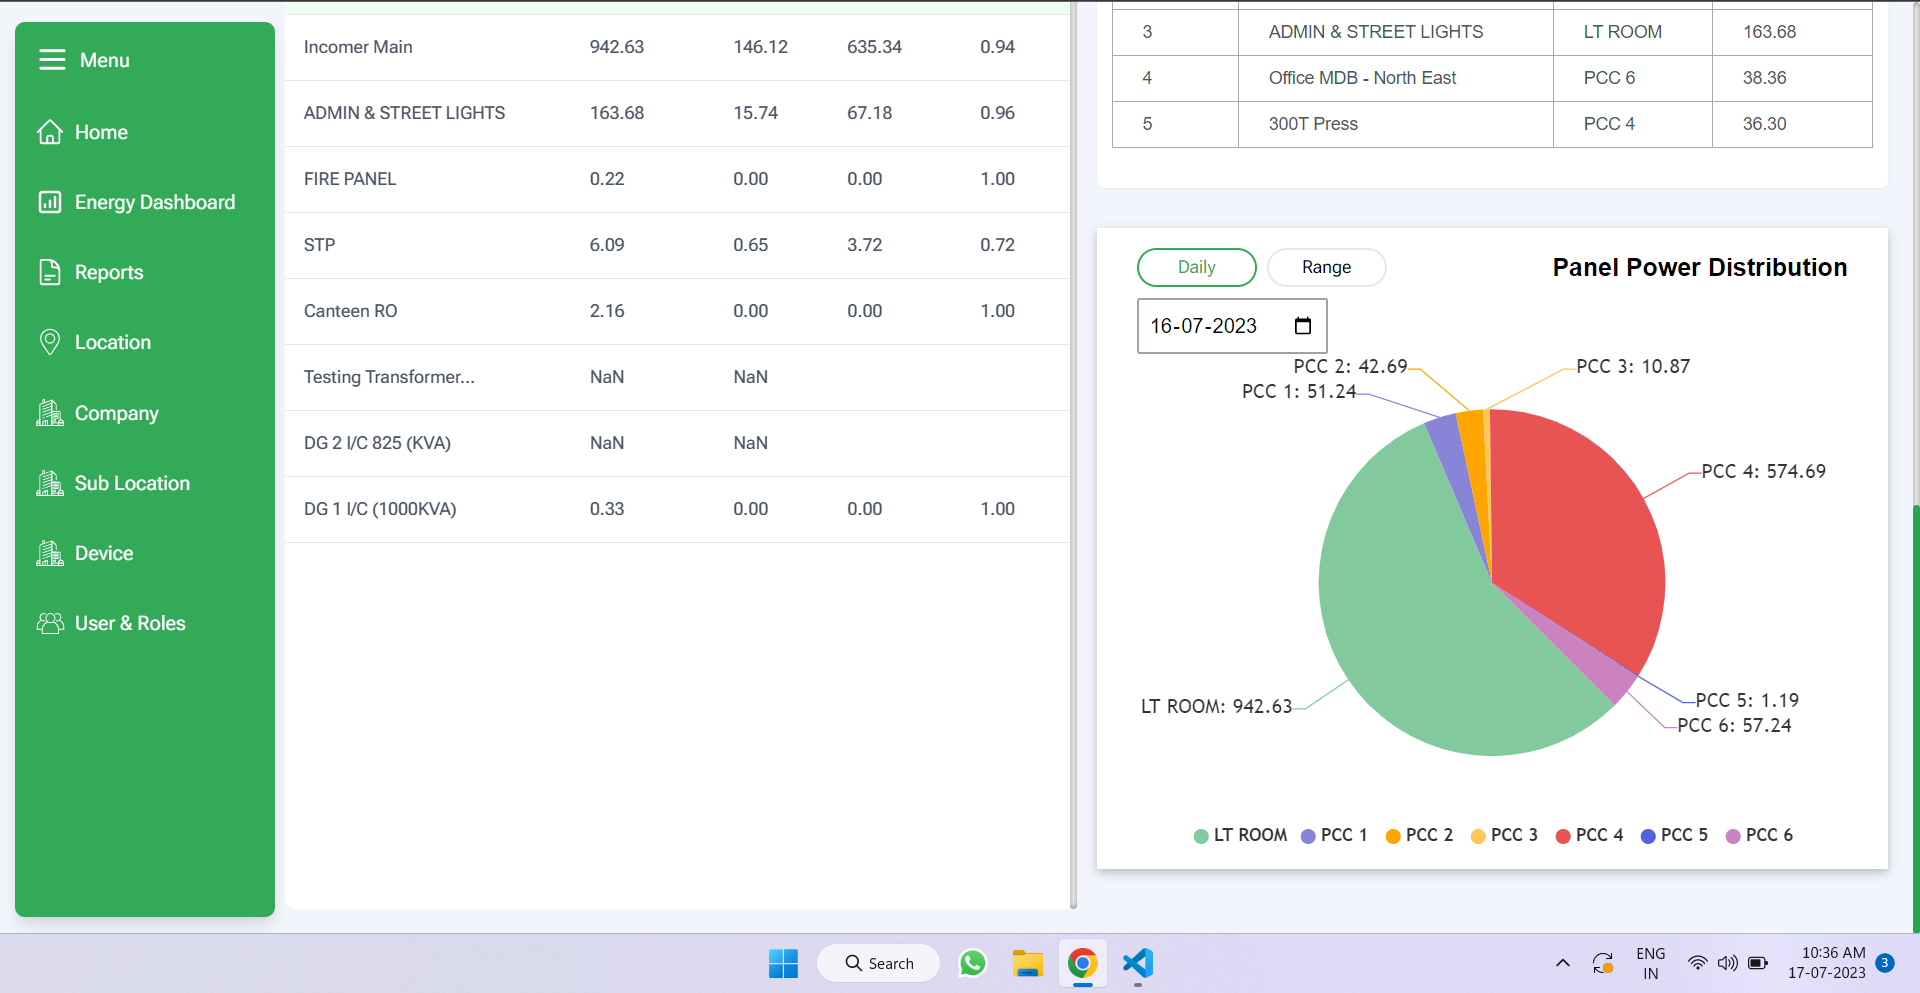 Menu
Home
Energy Dashboard
Reports
Location
Company
Sub Location
Device
User & Roles
Incomer Main 942.63 146.12 635.34 0.94
ADMIN & STREET LIGHTS 163.68 15.74 67.18 0.96
FIRE PANEL 0.22 0.00 0.00 1.00
STP 6.09 0.65 3.72 0.72
Canteen RO 2.16 0.00 0.00 1.00
Testing Transformer... NaN NaN
DG 2 I/C 825 (KVA) NaN NaN
DG 1 I/C (1000KVA) 0.33 0.00 0.00 1.00
3 ADMIN & STREET LIGHTS LT ROOM 163.68
4 Office MDB - North East PCC 6 38.36
5 300T Press PCC 4 36.30
Daily Range Panel Power Distribution
16-07-2023
PCC 2: 42.69 PCC 3: 10.87
PCC 1: 51.24
PCC 4: 574.69
LT ROOM: 942.63 PCC 5: 1.19
PCC 6: 57.24
LT ROOM PCC 1 PCC 2 PCC 3 PCC 4 PCC 5 PCC 6
Search
ENG
IN
10:36 AM
17-07-2023
3